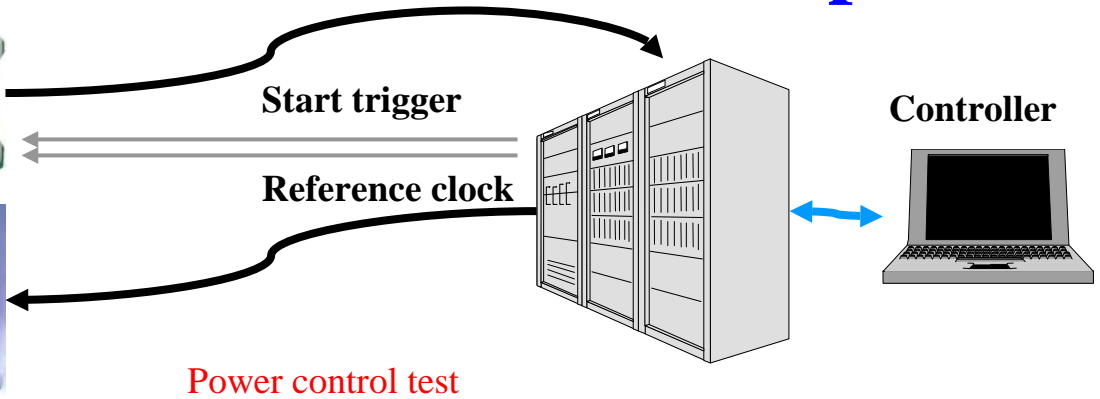 Start trigger
Controller
Reference clock
Power control test